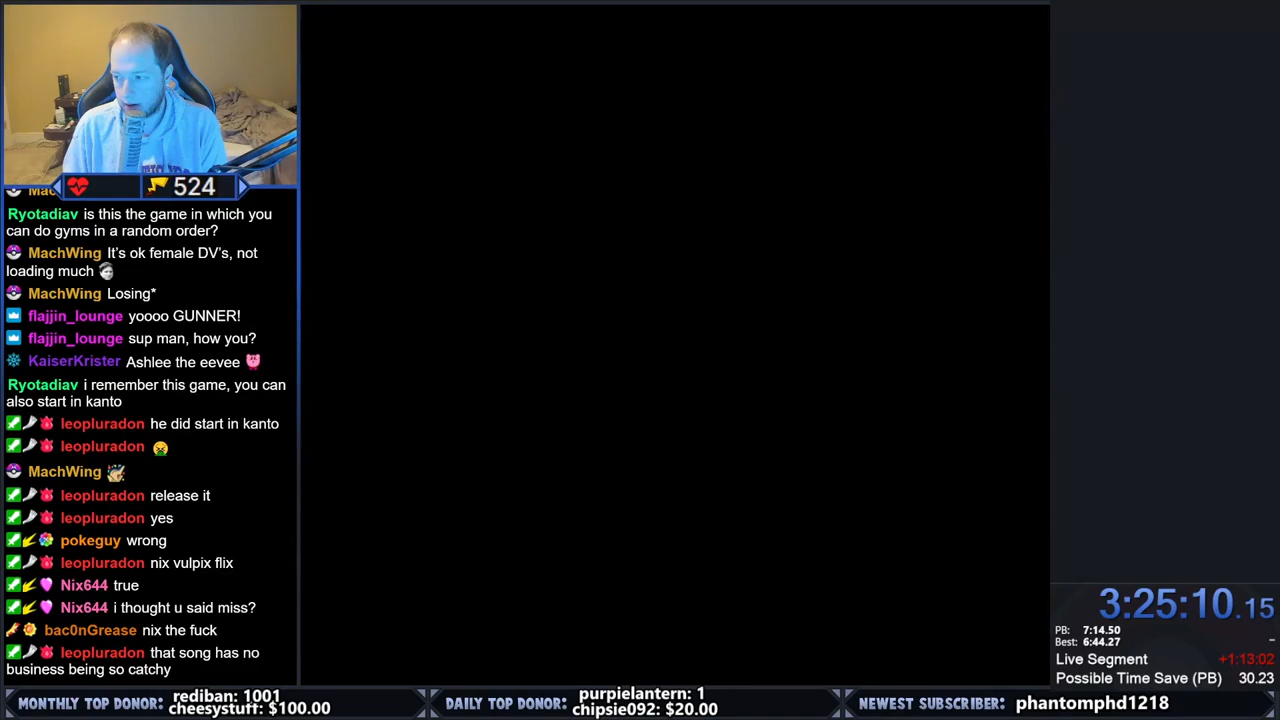 524
Mac
Ryotadiav is this the game in which you
can do gyms in a random order?
MachWing It's ok female DV's, not
loading much
MachWing Losing*
flajjin_lounge yoooo GUNNER!
flajjin_lounge sup man, how you?
KaiserKrister Ashlee the eevee
Ryotadiav i remember this game, you can
also start in kanto
leopluradon he did start in kanto
leopluradon
MachWing
leopluradon release it
leopluradon yes
pokeguy wrong
leopluradon nix vulpix flix
Nix644 true
Nix644 i thought u said miss?
bac0nGrease nix the fuck
leopluradon that song has no
business being so catchy
3:25:10.15
PB: 7:14.50
Best: 6:44.27 -
Live Segment +1:13:02
Possible Time Save (PB) 30.23
MONTHLY TOP DONOR: rediban: 1001
cheesystuff: $100.00
DAILY TOP DONOR: purpielantern: 1
chipsie092: $20.00
NEWEST SUBSCRIBER: phantomphd1218